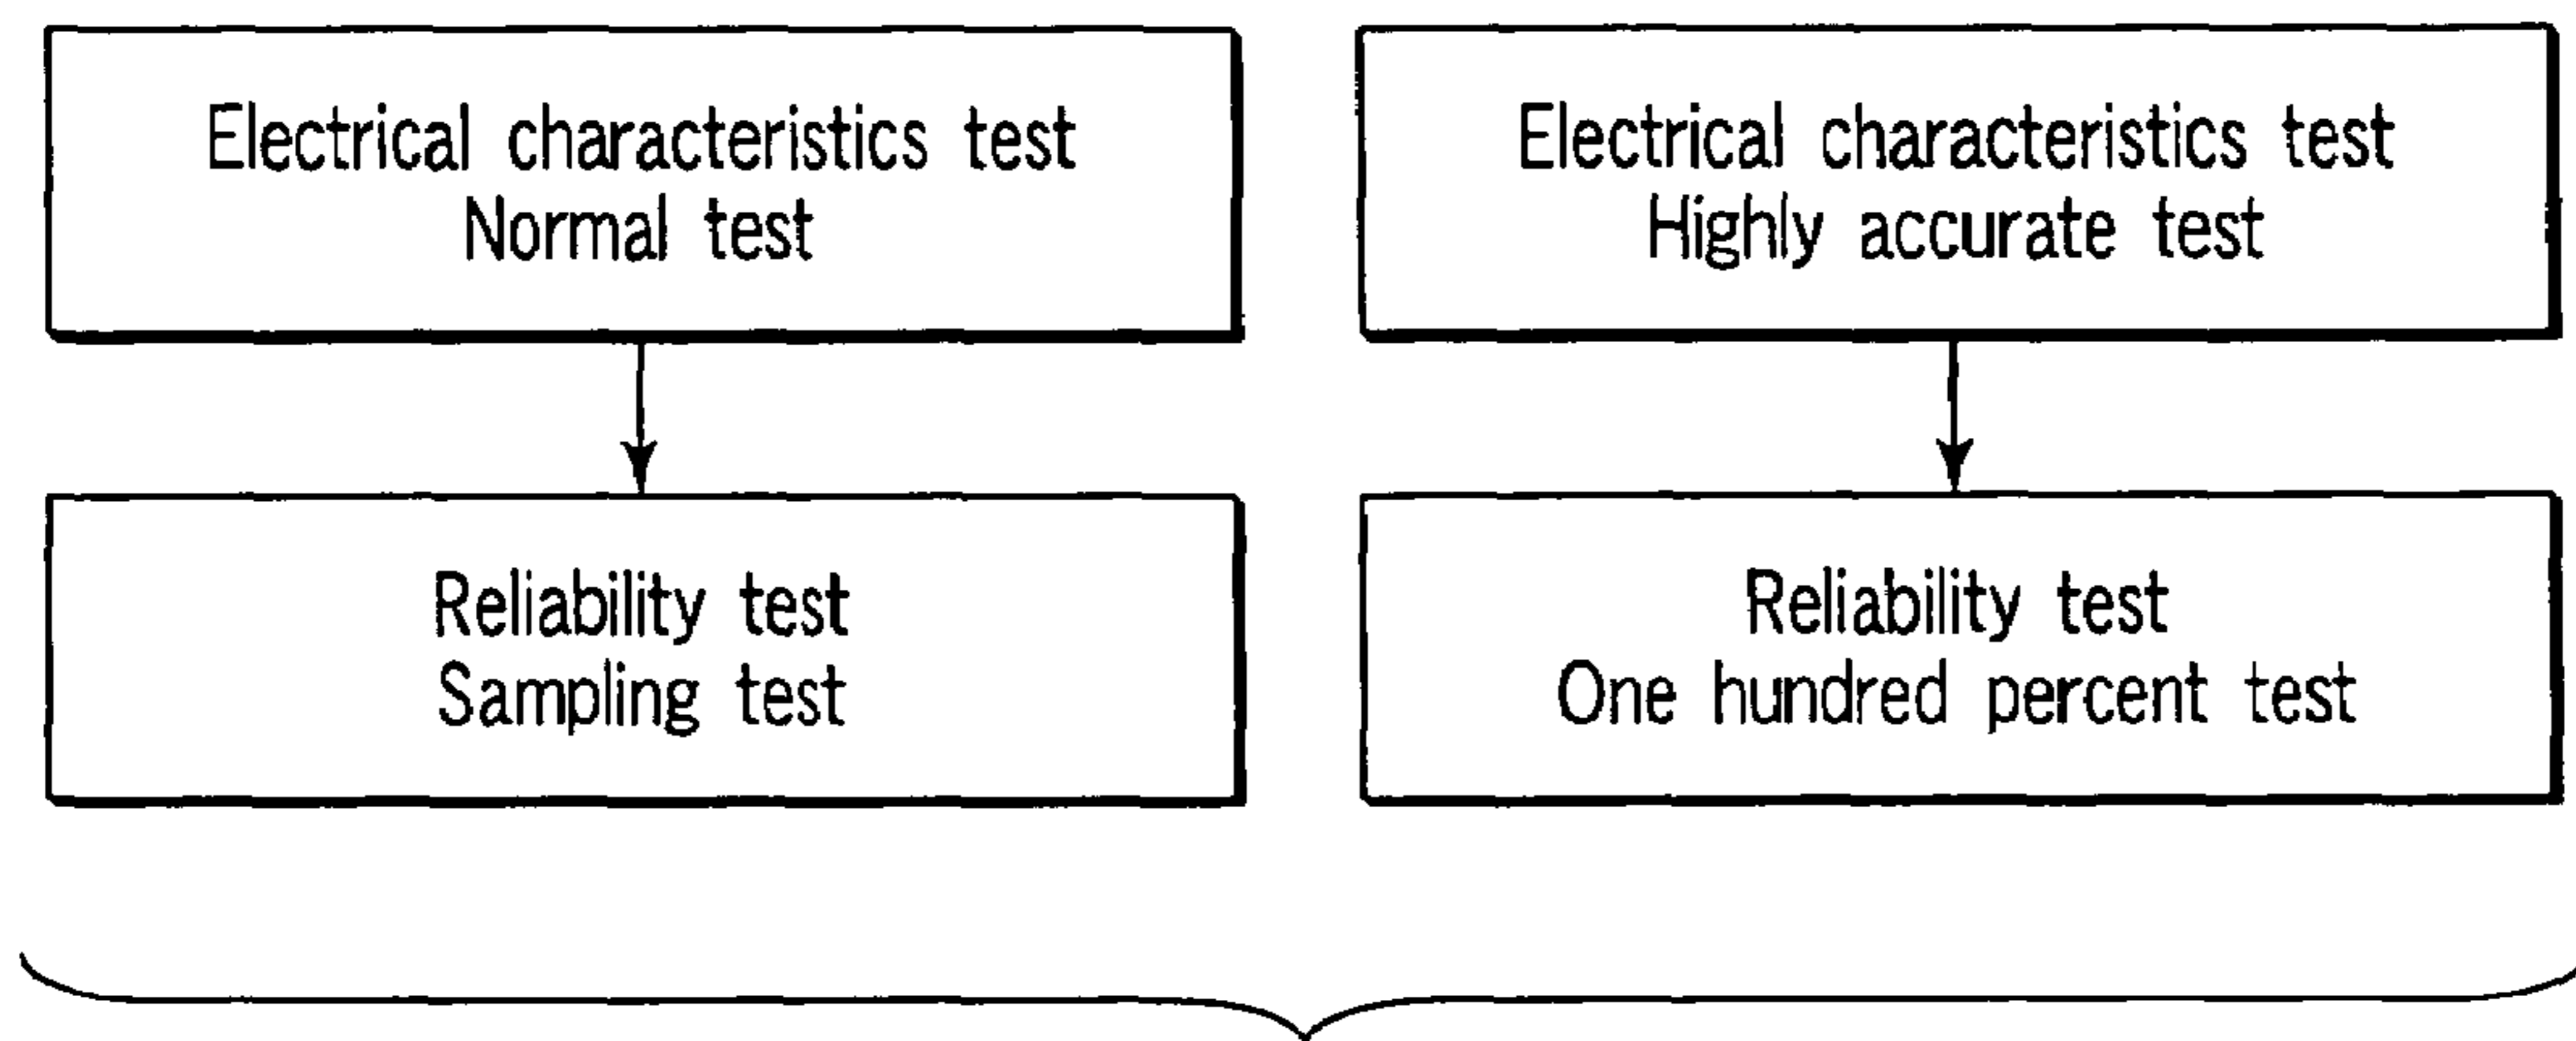 Electrical characteristics test
Normal test
Reliability test
Sampling test
Electrical characteristics test
Highly accurate test
Reliability test
One hundred percent test